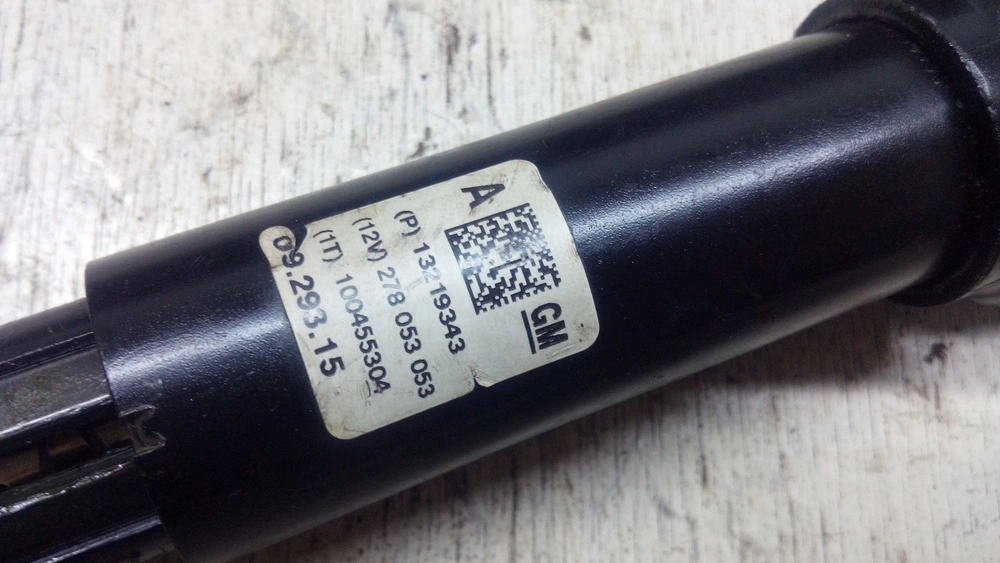 A
GM
(P) 13219343
(12V) 278 053 053
(1T) 100455304
09.293.15